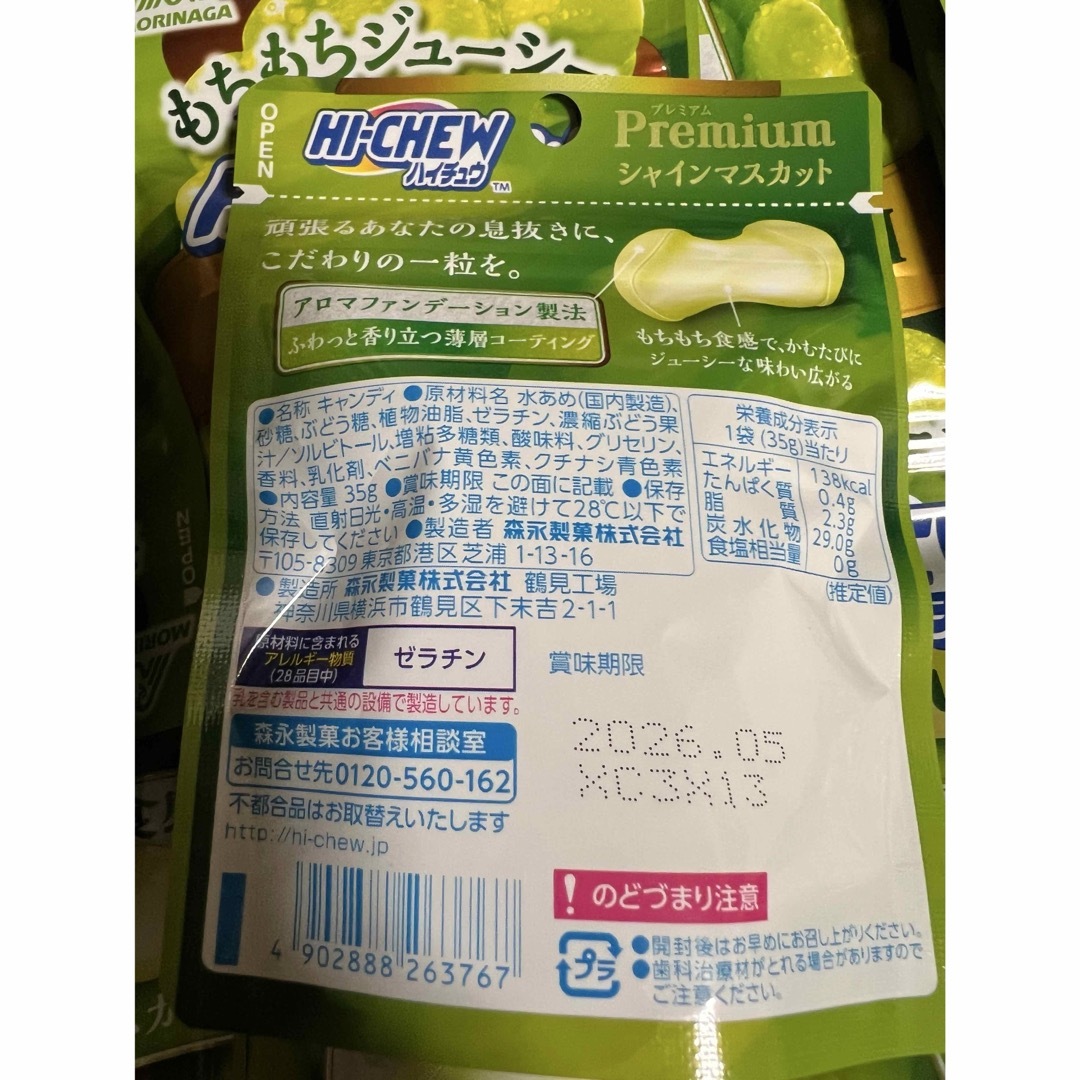 ORINAGA
もちもちジューシー
OPEN
HI-CHEW
ハイチュウ
TM
プレミアム
Premium
シャインマスカット
頑張るあなたの息抜きに、
こだわりの一粒を。
アロマファンデーション製法
ふわっと香り立つ薄層コーティング
もちもち食感で、かむたびに
ジューシーな味わい広がる
●名称 キャンディ ●原材料名 水あめ(国内製造)、
砂糖、ぶどう糖、植物油脂、ゼラチン、濃縮ぶどう果
汁/ソルビトール、増粘多糖類、酸味料、グリセリン、
香料、乳化剤、ベニバナ黄色素、クチナシ青色素
●内容量 35g ●賞味期限 この面に記載 ●保存
方法 直射日光・高温・多湿を避けて28℃以下で
保存してください ●製造者 森永製菓株式会社
〒105-8309 東京都港区芝浦 1-13-16
●製造所 森永製菓株式会社 鶴見工場
神奈川県横浜市鶴見区下末吉2-1-1
栄養成分表示
1袋 (35g)当たり
エネルギー 138kcal
たんぱく質 0.4g
脂質 2.3g
炭水化物 29.0g
食塩相当量 0g
(推定値)
原材料に含まれる
アレルギー物質
(28品目中)
ゼラチン
乳を含む製品と共通の設備で製造しています。
賞味期限
2026.05
XC3X13
森永製菓お客様相談室
お問合せ先0120-560-162
不都合品はお取替えいたします
http://hi-chew.jp
4 902888 263767
! のどづまり注意
プラ
●開封後はお早めにお召し上がりください。
●歯科治療材がとれる場合がありますので
ご注意ください。